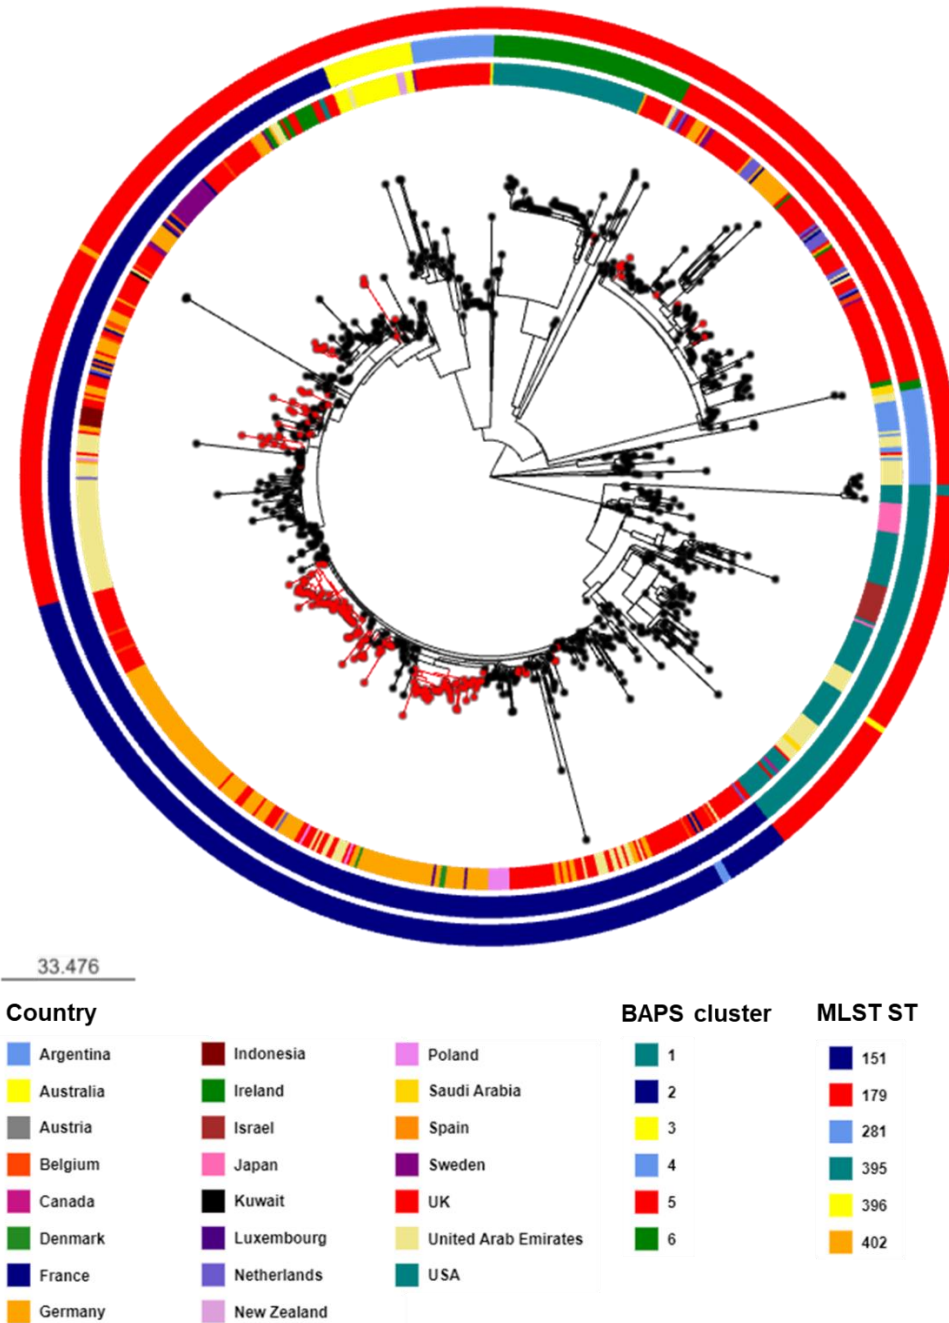 33.476
Country
Argentina
Australia
Austria
Belgium
Canada
Denmark
France
Germany
Indonesia
Ireland
Israel
Japan
Kuwait
Luxembourg
Netherlands
New Zealand
Poland
Saudi Arabia
Spain
Sweden
UK
United Arab Emirates
USA
BAPS cluster
1
2
3
4
5
6
MLST ST
151
179
281
395
396
402